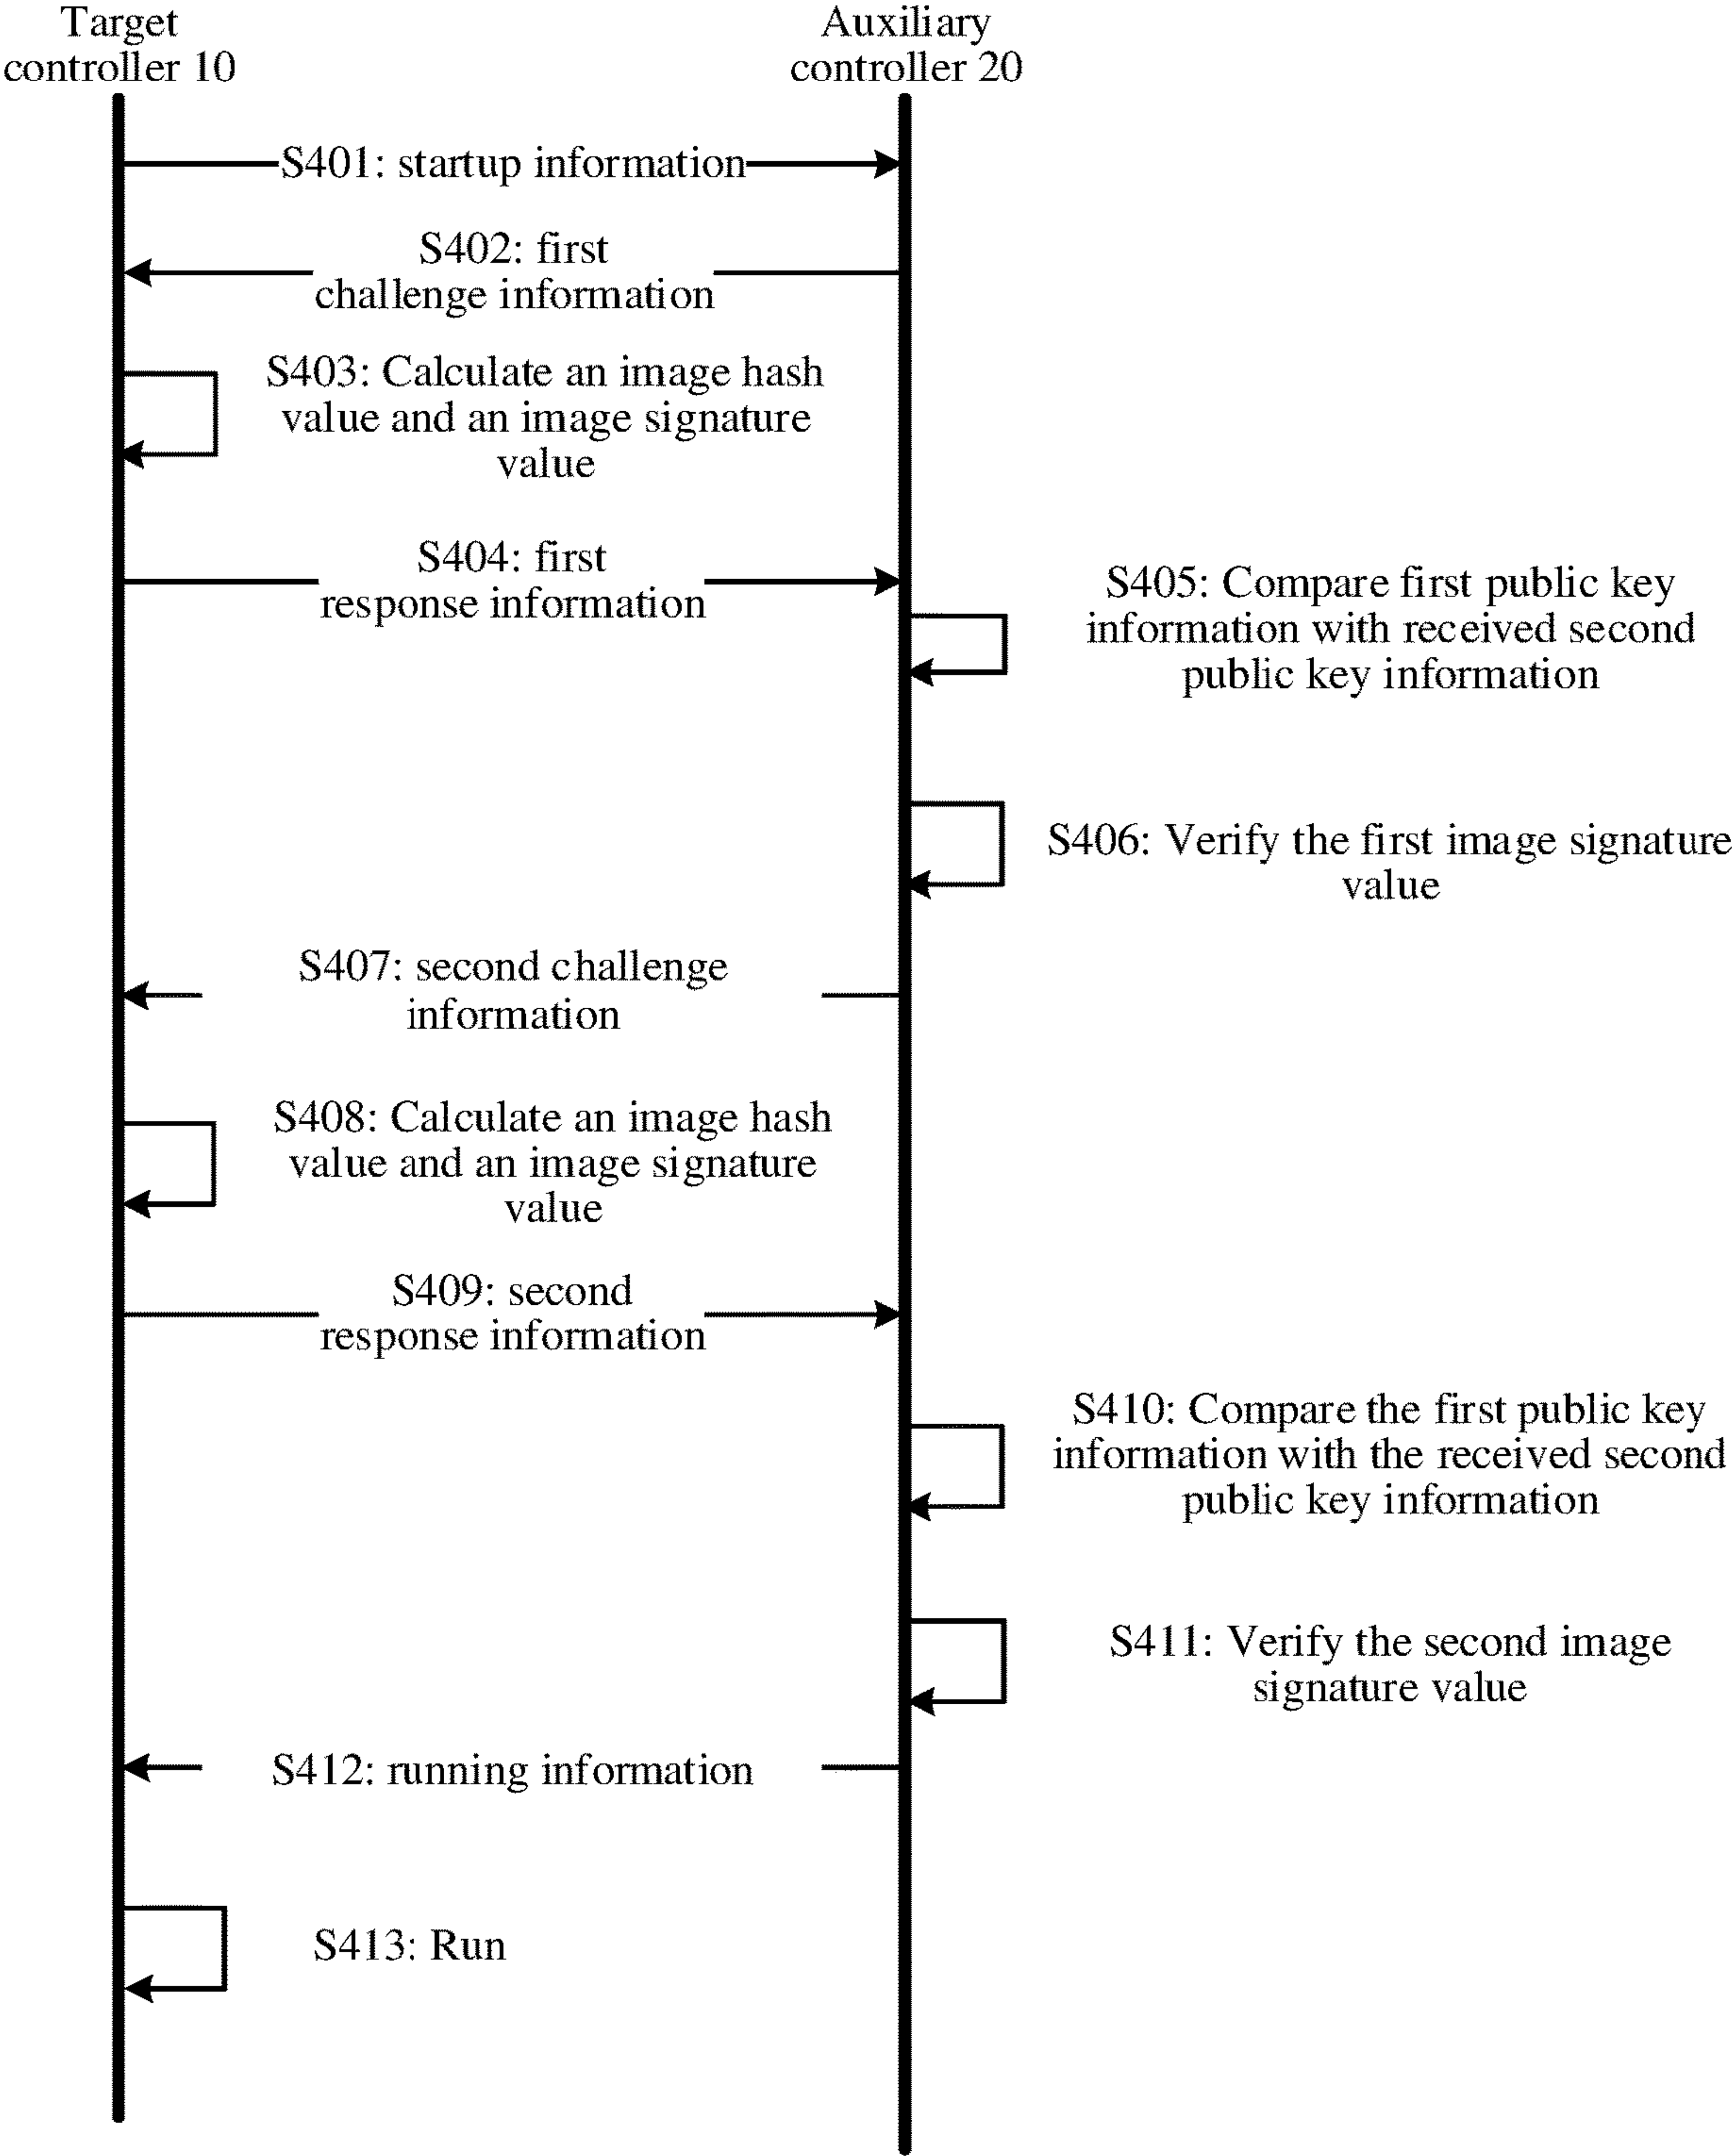 Target
controller 10
Auxiliary
controller 20
S401: startup information
S402: first
challenge information
S403: Calculate an image hash
value and an image signature
value
S404: first
response information
S405: Compare first public key
information with received second
public key information
S406: Verify the first image signature
value
S407: second challenge
information
S408: Calculate an image hash
value and an image signature
value
S409: second
response information
S410: Compare the first public key
information with the received second
public key information
S411: Verify the second image
signature value
S412: running information
S413: Run